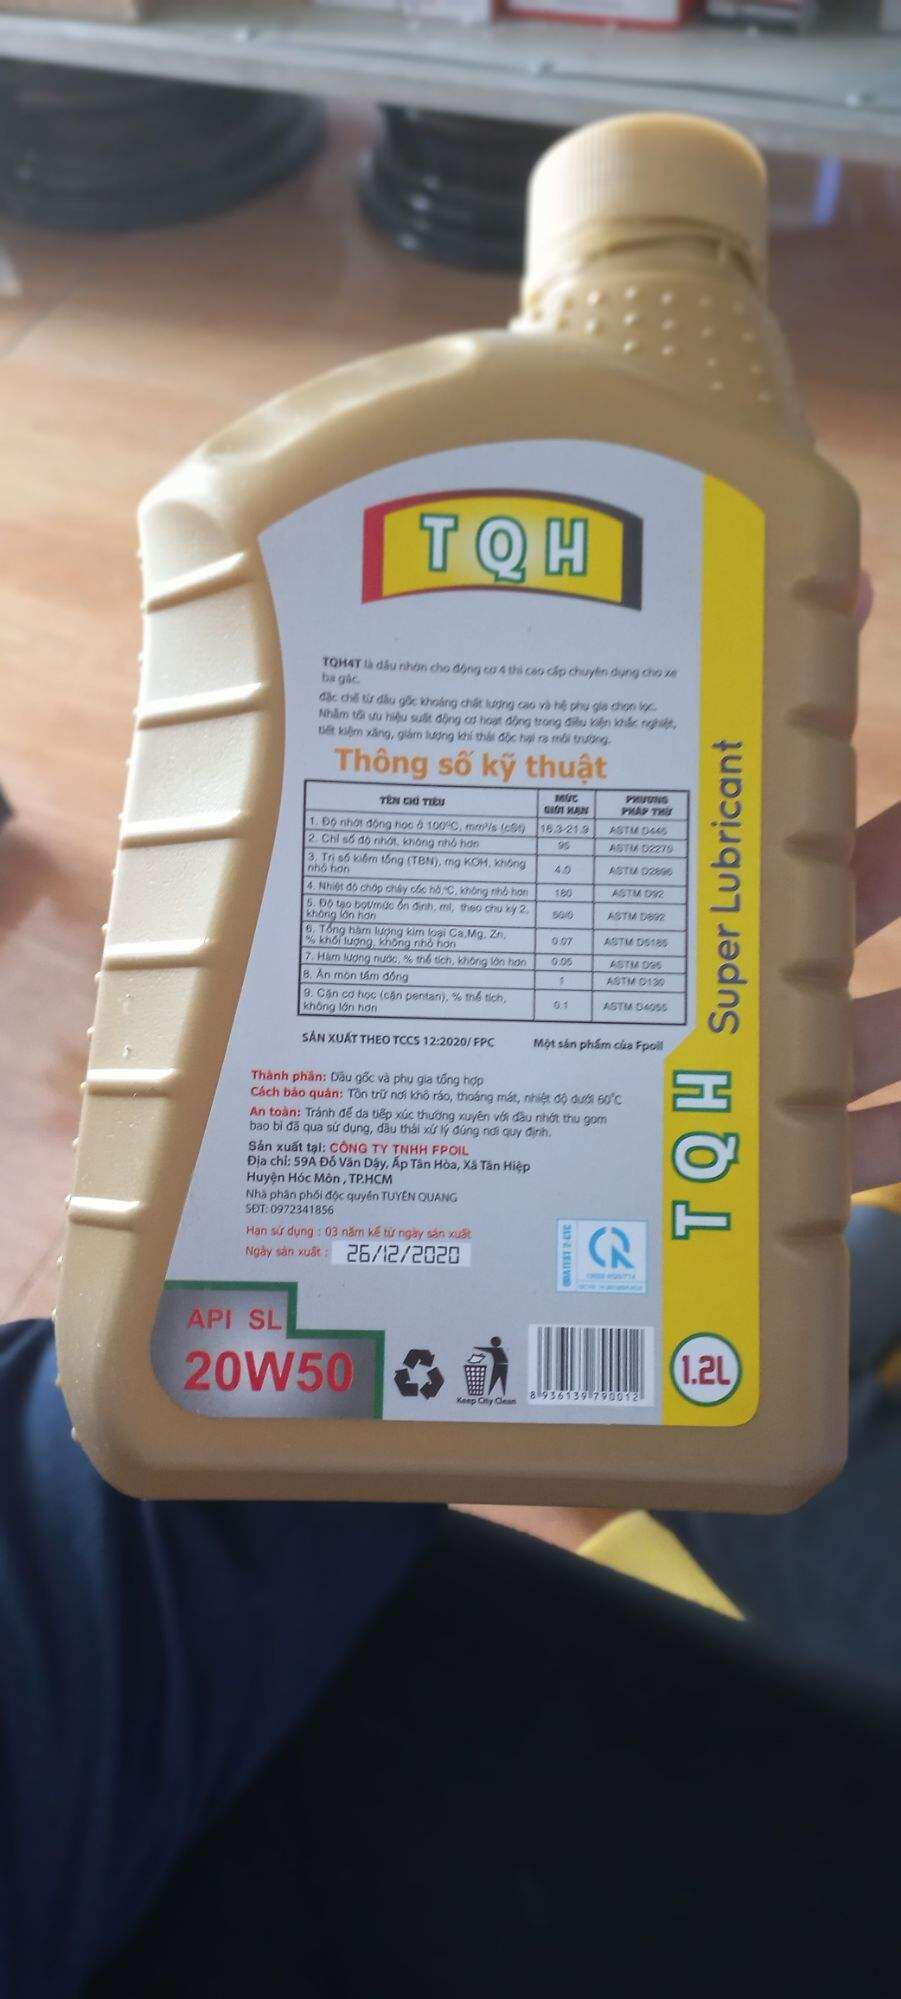 TQH
TQH4T là dầu nhờn cho động cơ 4 thì cao cấp chuyên dụng cho xe
ba gác.
đặc chế từ dầu gốc khoáng chất lượng cao và hệ phụ gia chọn lọc.
Nhằm tối ưu hiệu suất động cơ hoạt động trong điều kiện khắc nghiệt,
tiết kiệm xăng, giảm lượng khí thải độc hại ra môi trường.
Thông số kỹ thuật
TÊN CHỈ TIÊU MỨC GIỚI HẠN PHƯƠNG PHÁP THỬ
1. Độ nhớt động học ở 100°C, mm²/s (cSt) 16.3-21.9 ASTM D445
2. Chỉ số độ nhớt, không nhỏ hơn 95 ASTM D2270
3. Trị số kiềm tổng (TBN), mg KOH, không
nhỏ hơn 4.0 ASTM D2896
4. Nhiệt độ chớp cháy cốc hở,°C, không nhỏ hơn 180 ASTM D92
5. Độ tạo bọt/mức ổn định, ml, theo chu kỳ 2,
không lớn hơn 50/0 ASTM D892
6. Tổng hàm lượng kim loại Ca,Mg, Zn,
% khối lượng, không nhỏ hơn 0.07 ASTM D5185
7. Hàm lượng nước, % thể tích, không lớn hơn 0.05 ASTM D95
8. Ăn mòn tấm đồng 1 ASTM D130
9. Cặn cơ học (cặn pentan), % thể tích,
không lớn hơn 0.1 ASTM D4055
SẢN XUẤT THEO TCCS 12:2020/ FPC Một sản phẩm của Fpoil
Thành phần: Dầu gốc và phụ gia tổng hợp
Cách bảo quản: Tồn trữ nơi khô ráo, thoáng mát, nhiệt độ dưới 60°C
An toàn: Tránh để da tiếp xúc thường xuyên với dầu nhớt thu gom
bao bì đã qua sử dụng, dầu thải xử lý đúng nơi quy định.
Sản xuất tại: CÔNG TY TNHH FPOIL
Địa chỉ: 59A Đỗ Văn Dậy, Ấp Tân Hòa, Xã Tân Hiệp
Huyện Hóc Môn , TP.HCM
Nhà phân phối độc quyền TUYÊN QUANG
SĐT: 0972341856
Hạn sử dụng : 03 năm kể từ ngày sản xuất
Ngày sản xuất : 26/12/2020
API SL
20W50
Keep City Clean
8 936139 790012
QUATEST 2-CTC
CR
TQH Super Lubricant
1.2L